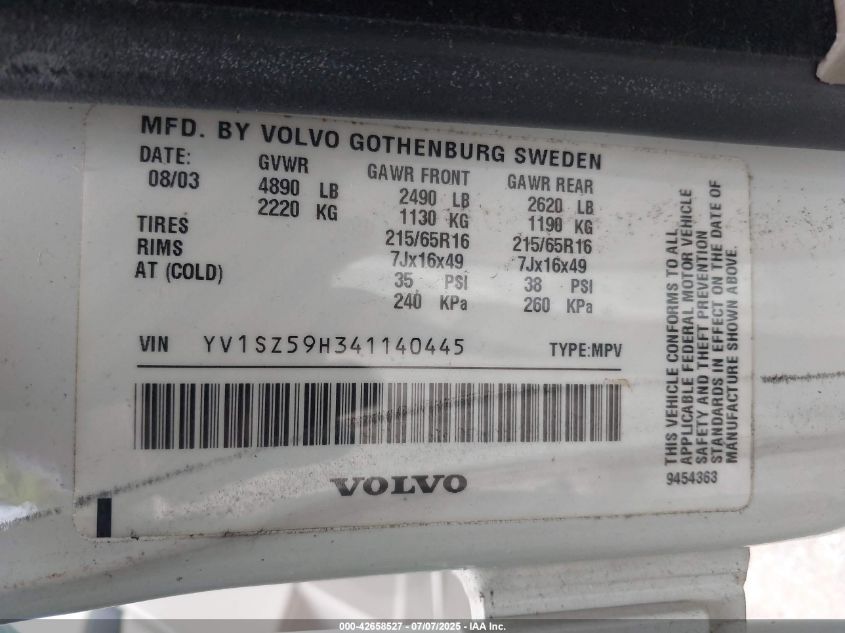 MFD. BY VOLVO GOTHENBURG SWEDEN
DATE: GVWR GAWR FRONT GAWR REAR
08/03 4890 LB 2490 LB 2620 LB
2220 KG 1130 KG 1190 KG
TIRES 215/65R16 215/65R16
RIMS 7Jx16x49 7Jx16x49
AT (COLD) 35 PSI 38 PSI
240 KPa 260 KPa
VIN YV1SZ59H341140445 TYPE:MPV
VOLVO
THIS VEHICLE CONFORMS TO ALL
APPLICABLE FEDERAL MOTOR VEHICLE
SAFETY AND THEFT PREVENTION
STANDARDS IN EFFECT ON THE DATE OF
MANUFACTURE SHOWN ABOVE.
9454363
000-42658527 - 07/07/2025 - IAA Inc.